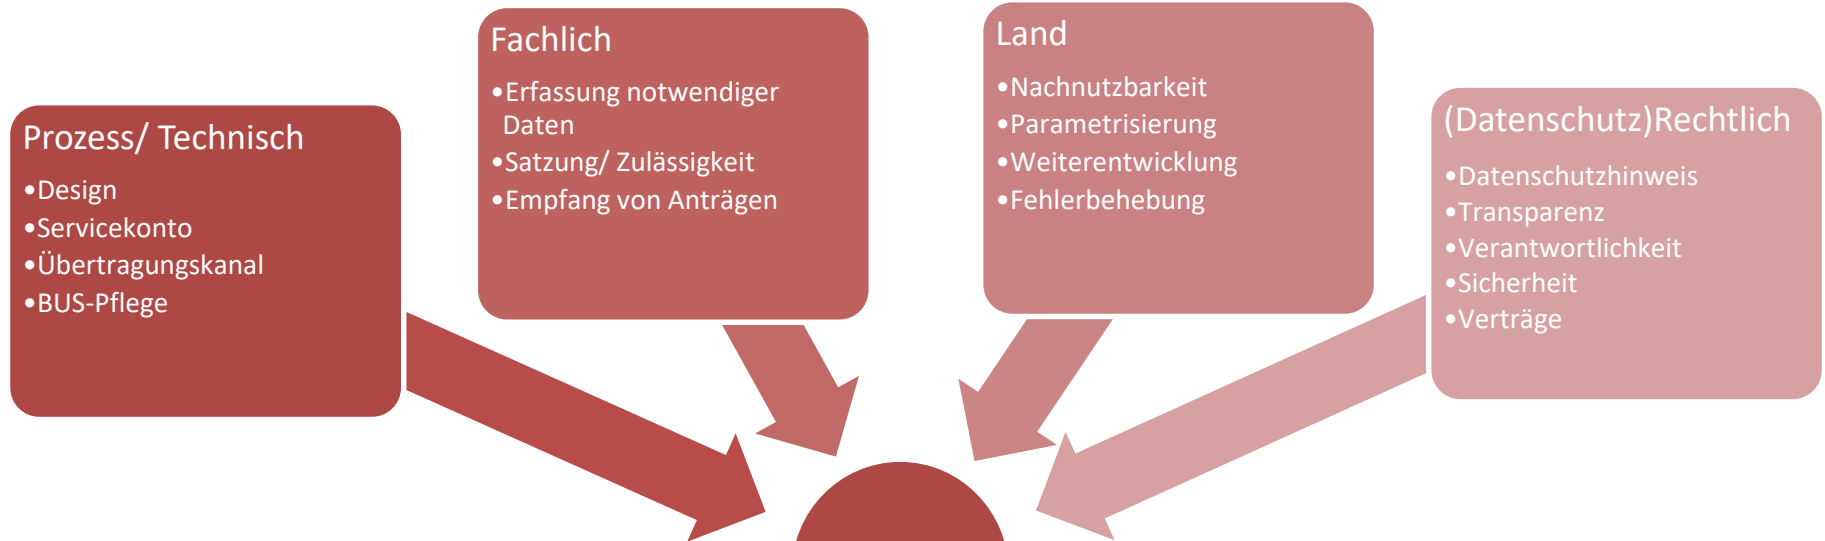 Prozess/ Technisch
•Design
•Servicekonto
•Übertragungskanal
•BUS-Pflege
Fachlich
•Erfassung notwendiger
Daten
•Satzung/ Zulässigkeit
•Empfang von Anträgen
Land
•Nachnutzbarkeit
•Parametrisierung
•Weiterentwicklung
•Fehlerbehebung
(Datenschutz)Rechtlich
•Datenschutzhinweis
•Transparenz
•Verantwortlichkeit
•Sicherheit
•Verträge